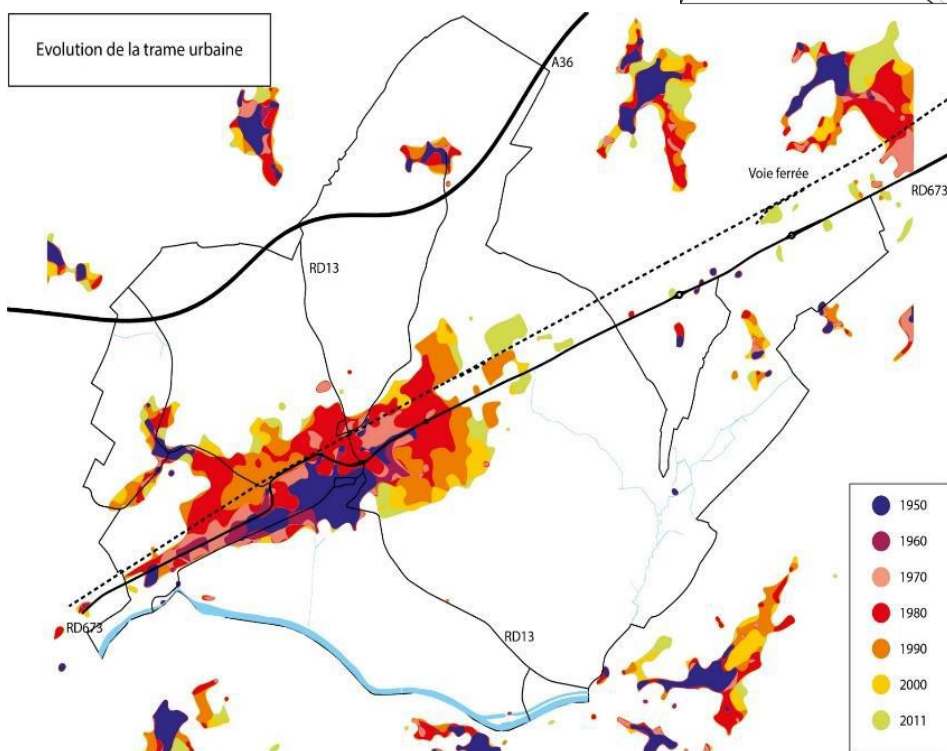 Evolution de la trame urbaine
A36
Voie ferrée
RD673
RD13
RD673
RD13
1950
1960
1970
1980
1990
2000
2011